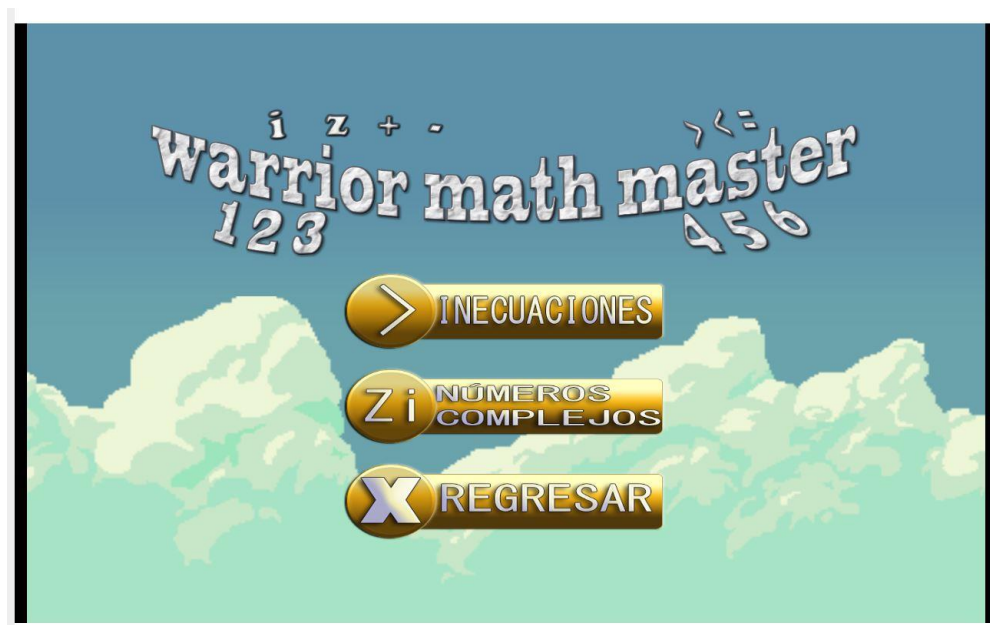 i z + - > < =
warrior math master
123 456
> INECUACIONES
Zi NÚMEROS
COMPLEJOS
X REGRESAR